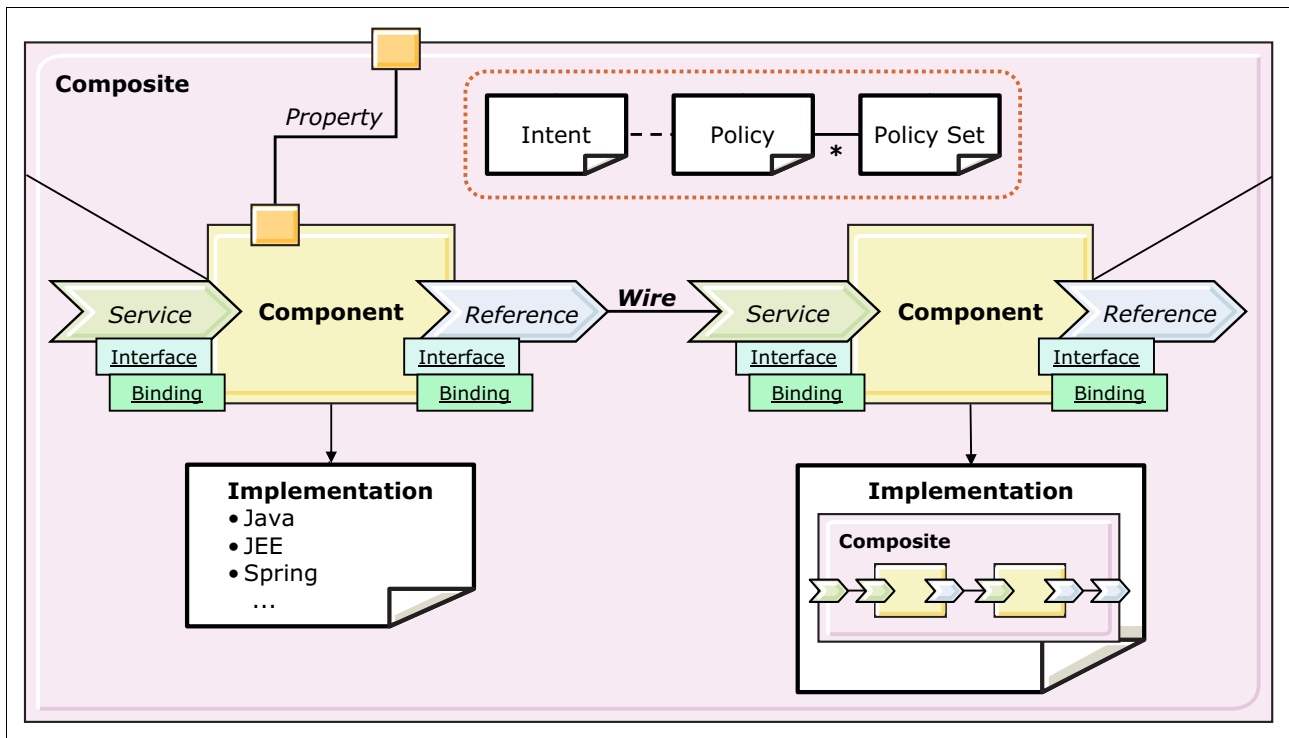 Composite
Property
Intent
Policy
*
Policy Set
Service
Component
Reference
Wire
Service
Component
Reference
Interface
Binding
Interface
Binding
Interface
Binding
Interface
Binding
Implementation
• Java
• JEE
• Spring
...
Implementation
Composite